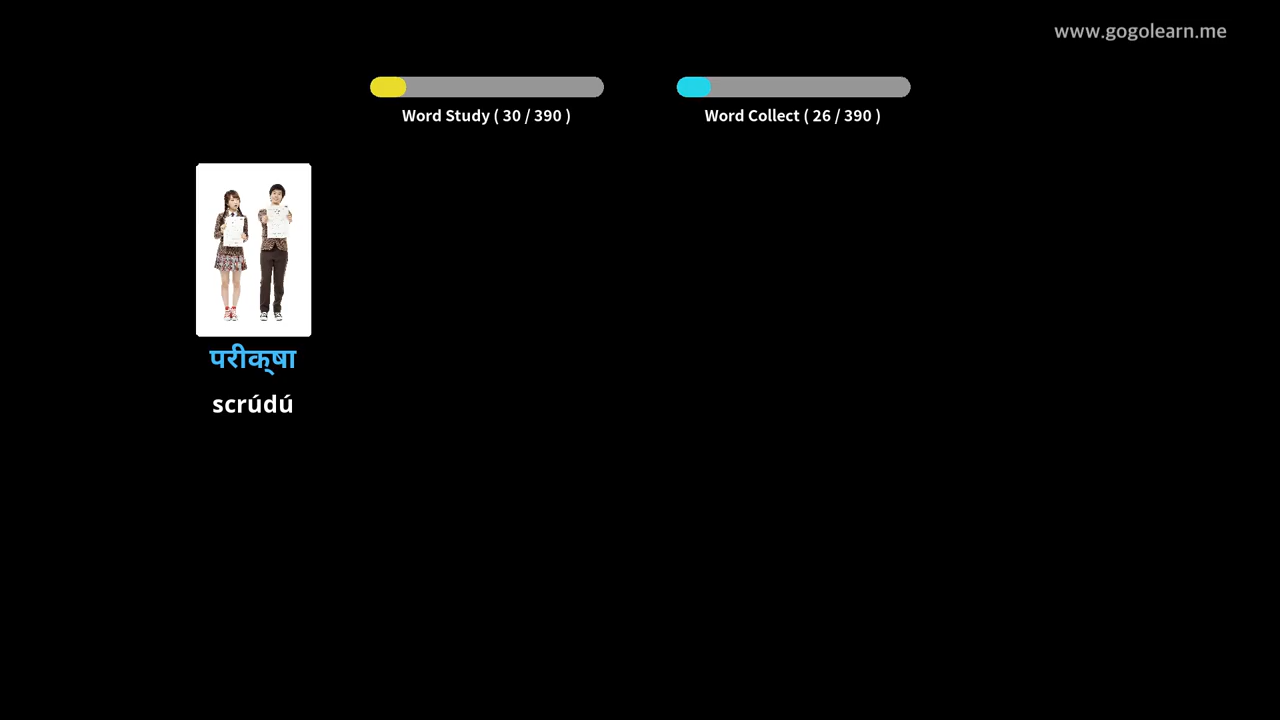 www.gogolearn.me
Word Study ( 30 / 390 )
Word Collect ( 26 / 390 )
परीक्षा
scrúdú